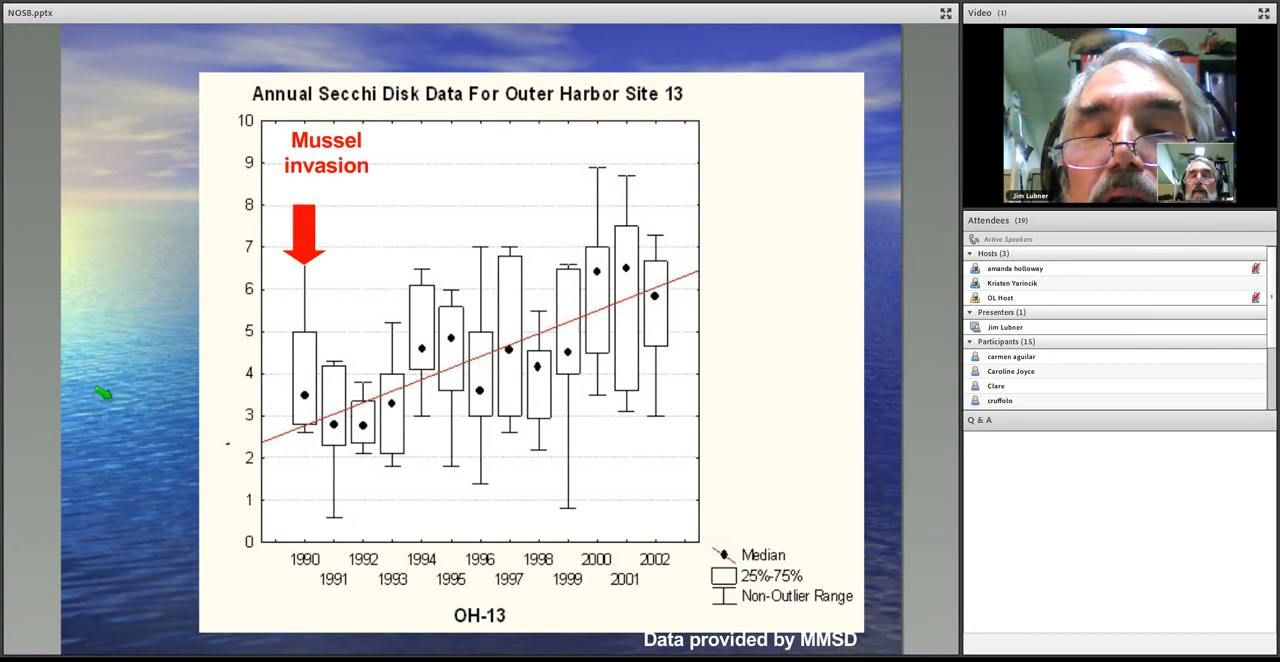 NOSB.pptx
Annual Secchi Disk Data For Outer Harbor Site 13
10
9
8
7
6
5
4
3
2
1
0
Mussel
invasion
1990 1992 1994 1996 1998 2000 2002
1991 1993 1995 1997 1999 2001
OH-13
Median
25%-75%
Non-Outlier Range
Data provided by MMSD
Video (1)
Jim Lubner
Attendees (19)
Active Speakers
Hosts (3)
amanda holloway
Kristen Yarincik
OL Host
Presenters (1)
Jim Lubner
Participants (15)
carmen aguilar
Caroline Joyce
Clare
cruffolo
Q & A